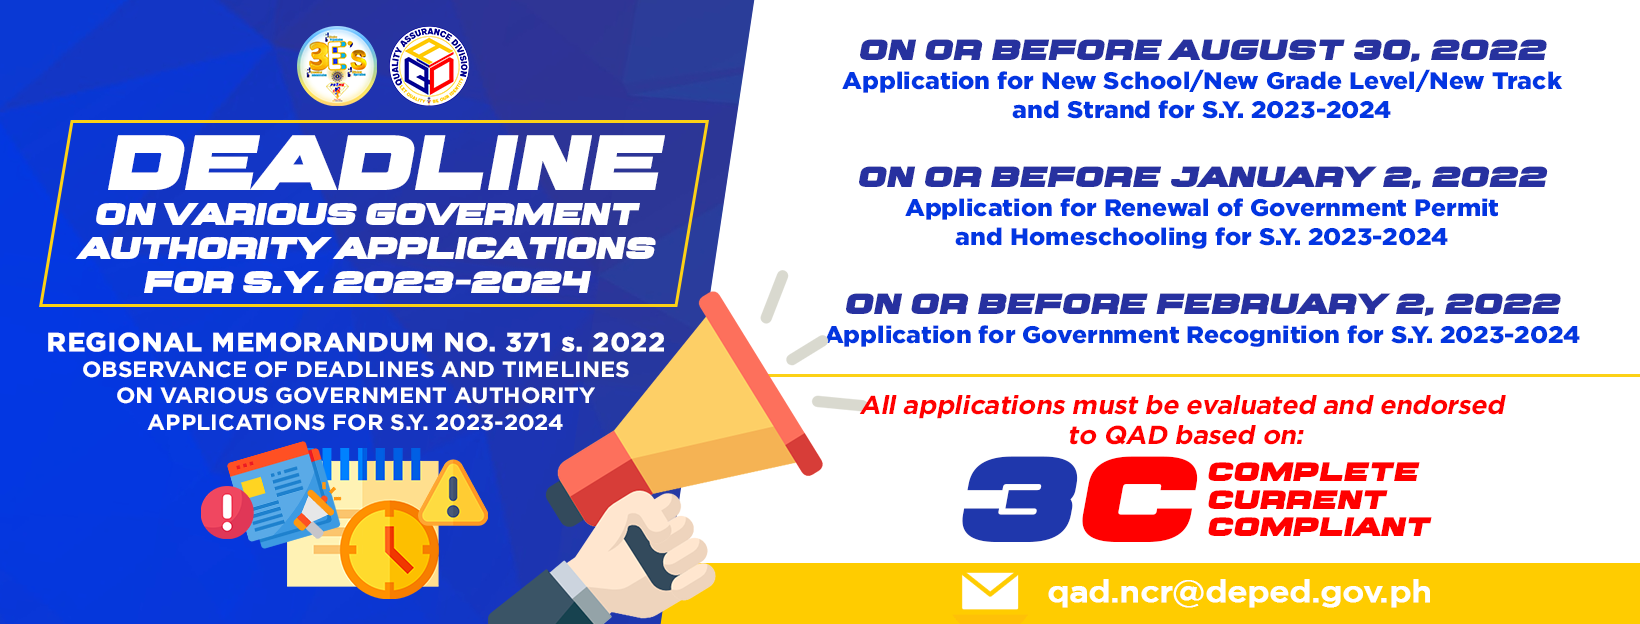 3E's
QUALITY ASSURANCE DIVISION
QAD
DEADLINE
ON VARIOUS GOVERMENT
AUTHORITY APPLICATIONS
FOR S.Y. 2023-2024
REGIONAL MEMORANDUM NO. 371 s. 2022
OBSERVANCE OF DEADLINES AND TIMELINES
ON VARIOUS GOVERNMENT AUTHORITY
APPLICATIONS FOR S.Y. 2023-2024
ON OR BEFORE AUGUST 30, 2022
Application for New School/New Grade Level/New Track
and Strand for S.Y. 2023-2024
ON OR BEFORE JANUARY 2, 2022
Application for Renewal of Government Permit
and Homeschooling for S.Y. 2023-2024
ON OR BEFORE FEBRUARY 2, 2022
Application for Government Recognition for S.Y. 2023-2024
All applications must be evaluated and endorsed
to QAD based on:
3C
COMPLETE
CURRENT
COMPLIANT
qad.ncr@deped.gov.ph